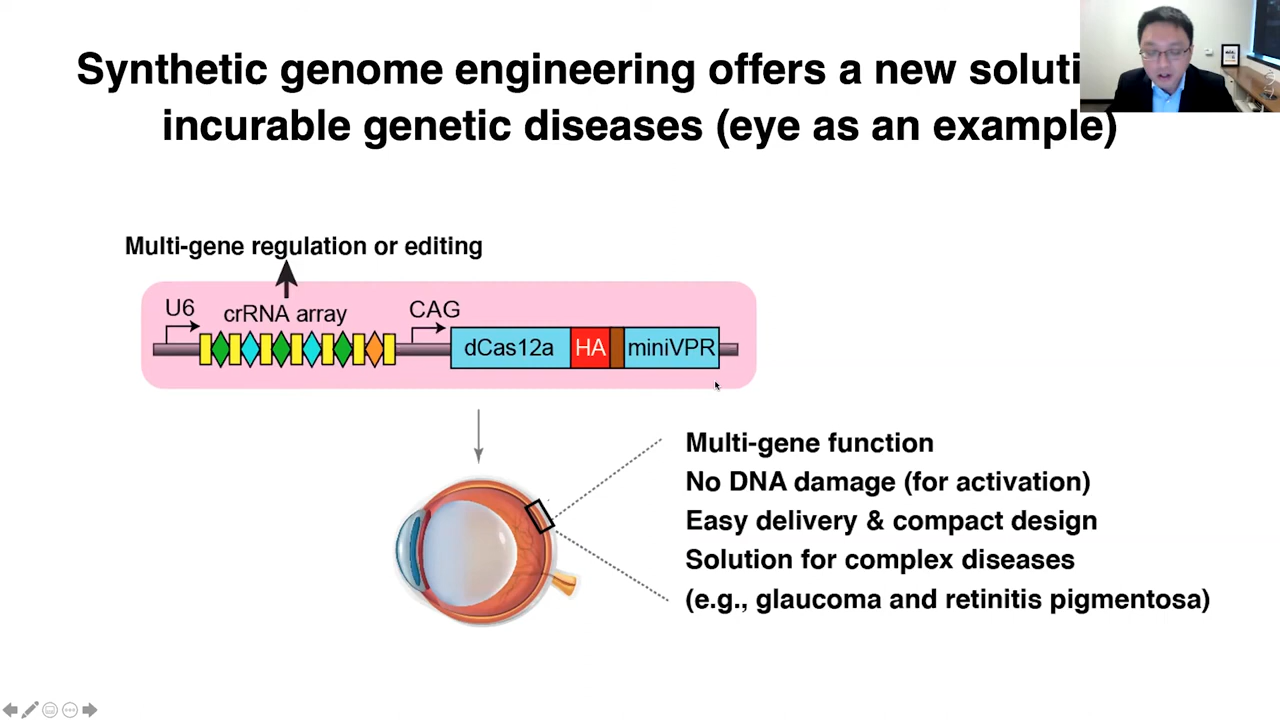 Synthetic genome engineering offers a new soluti
incurable genetic diseases (eye as an example)
Multi-gene regulation or editing
U6
crRNA array
CAG
dCas12a
HA
miniVPR
Multi-gene function
No DNA damage (for activation)
Easy delivery & compact design
Solution for complex diseases
(e.g., glaucoma and retinitis pigmentosa)